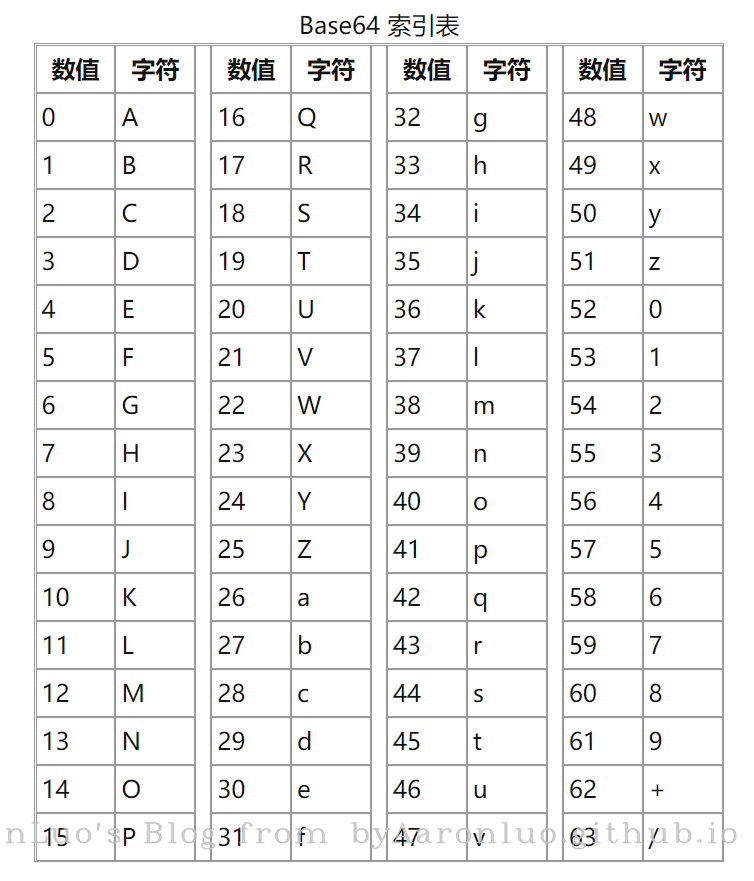 Base64 索引表
数值 字符 数值 字符 数值 字符 数值 字符
0 A 16 Q 32 g 48 w
1 B 17 R 33 h 49 x
2 C 18 S 34 i 50 y
3 D 19 T 35 j 51 z
4 E 20 U 36 k 52 0
5 F 21 V 37 l 53 1
6 G 22 W 38 m 54 2
7 H 23 X 39 n 55 3
8 I 24 Y 40 o 56 4
9 J 25 Z 41 p 57 5
10 K 26 a 42 q 58 6
11 L 27 b 43 r 59 7
12 M 28 c 44 s 60 8
13 N 29 d 45 t 61 9
14 O 30 e 46 u 62 +
15 P 31 f 47 v 63 /
nLuo's Blog from byAaronluo.github.io